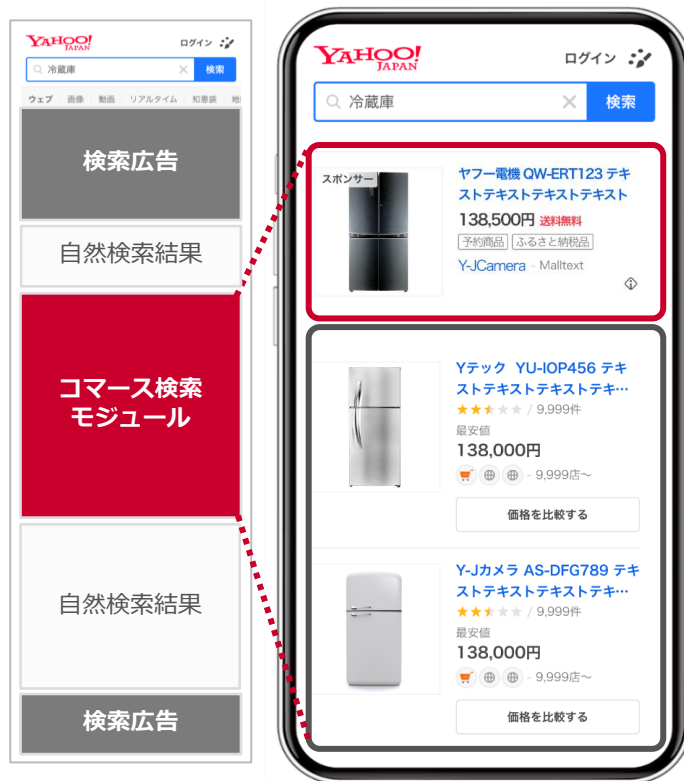 YAHOO!
JAPAN
ログイン
冷蔵庫
検索
ウェブ 画像 動画 リアルタイム 知恵袋
検索広告
自然検索結果
コマース検索
モジュール
自然検索結果
検索広告
YAHOO!
JAPAN
ログイン
冷蔵庫
検索
スポンサー
ヤフー電機 QW-ERT123 テキ
ストテキストテキストテキスト
138,500円 送料無料
予約商品 ふるさと納税品
Y-JCamera - Malltext
Yテック YU-IOP456 テキ
ストテキストテキストテキ…
/ 9,999件
最安値
138,000円
- 9,999店〜
価格を比較する
Y-Jカメラ AS-DFG789 テキ
ストテキストテキストテキ…
/ 9,999件
最安値
138,000円
- 9,999店〜
価格を比較する